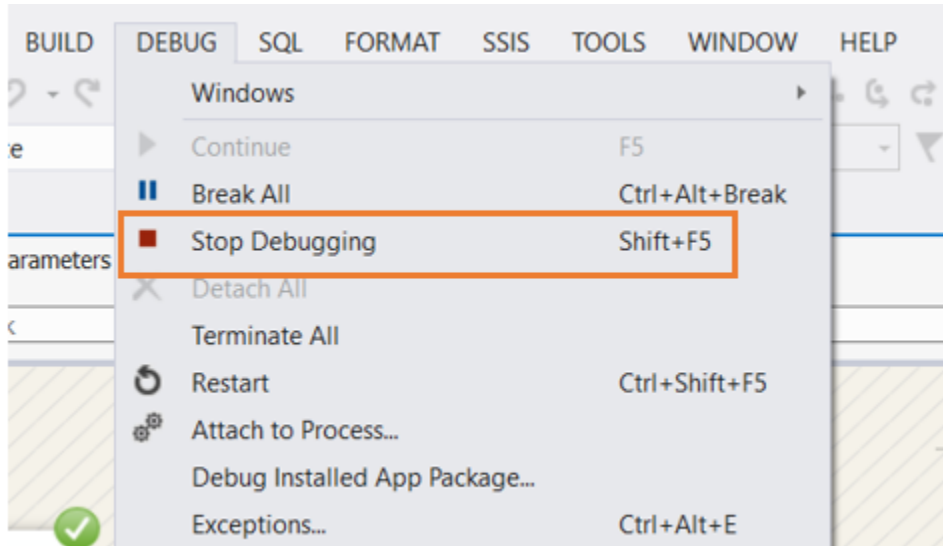 BUILD DEBUG SQL FORMAT SSIS TOOLS WINDOW HELP
Windows
Continue F5
Break All Ctrl+Alt+Break
Stop Debugging Shift+F5
arameters
Detach All
Terminate All
Restart Ctrl+Shift+F5
Attach to Process...
Debug Installed App Package...
Exceptions... Ctrl+Alt+E